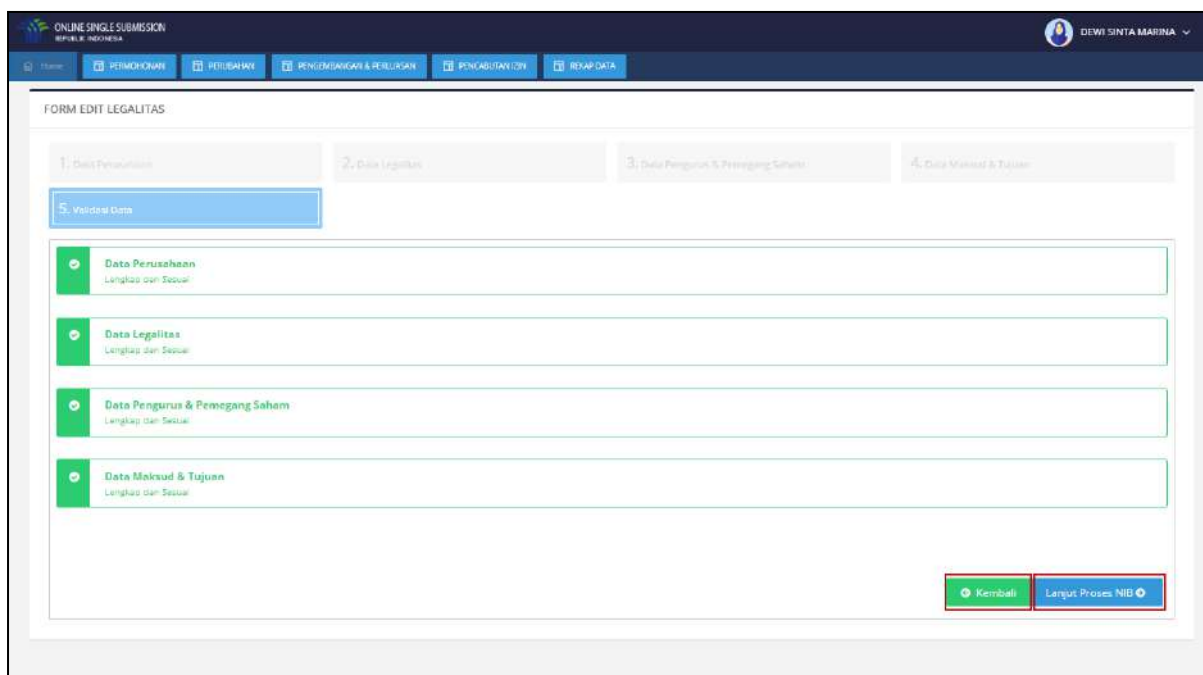 ONLINE SINGLE SUBMISSION
REPUBLIK INDONESIA
DEWI SINTA MARINA
Home
PERMOHONAN
PERUBAHAN
PENGEMBANGAN & PERLUASAN
PENCABUTAN IZIN
REKAP DATA
FORM EDIT LEGALITAS
1. Data Perusahaan
2. Data Legalitas
3. Data Pengurus & Pemegang Saham
4. Data Maksud & Tujuan
5. Validasi Data
Data Perusahaan
Lengkap dan Sesuai
Data Legalitas
Lengkap dan Sesuai
Data Pengurus & Pemegang Saham
Lengkap dan Sesuai
Data Maksud & Tujuan
Lengkap dan Sesuai
Kembali
Lanjut Proses NIB